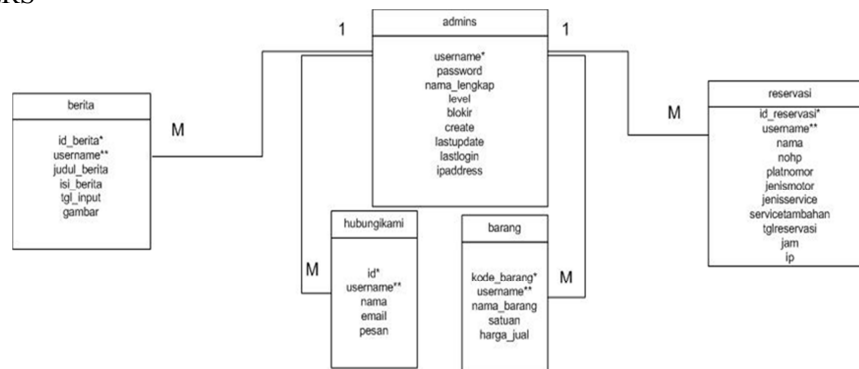 admins
1
1
username*
password
nama_lengkap
level
blokir
create
lastupdate
lastlogin
ipaddress
berita
M
id_berita*
username**
judul_berita
isi_berita
tgl_input
gambar
reservasi
M
id_reservasi*
username**
nama
nohp
platnomor
jenismotor
jenisservice
servicetambahan
tglreservasi
jam
ip
hubungikami
M
id*
username**
nama
email
pesan
barang
M
kode_barang*
username**
nama_barang
satuan
harga_jual